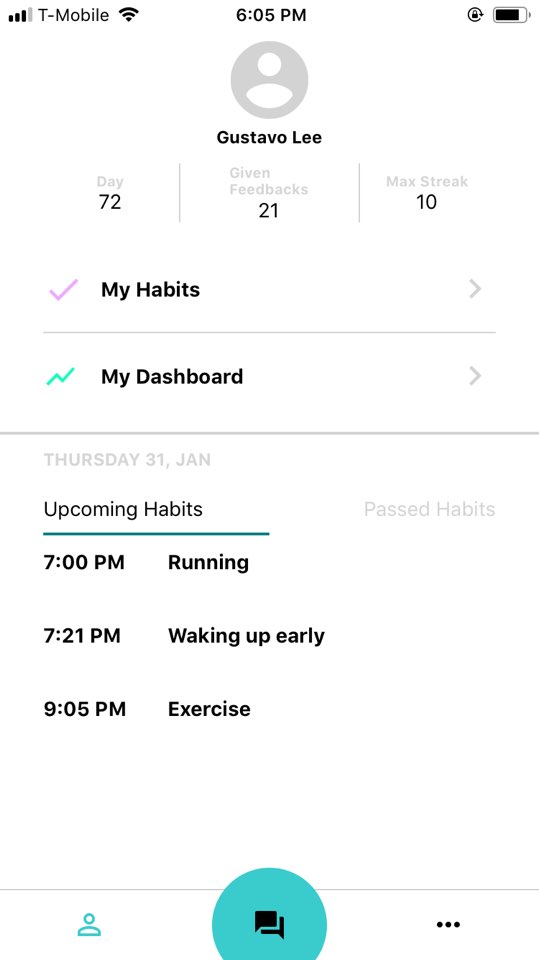 T-Mobile 6:05 PM
Gustavo Lee
Day
72
Given
Feedbacks
21
Max Streak
10
My Habits
My Dashboard
THURSDAY 31, JAN
Upcoming Habits Passed Habits
7:00 PM Running
7:21 PM Waking up early
9:05 PM Exercise